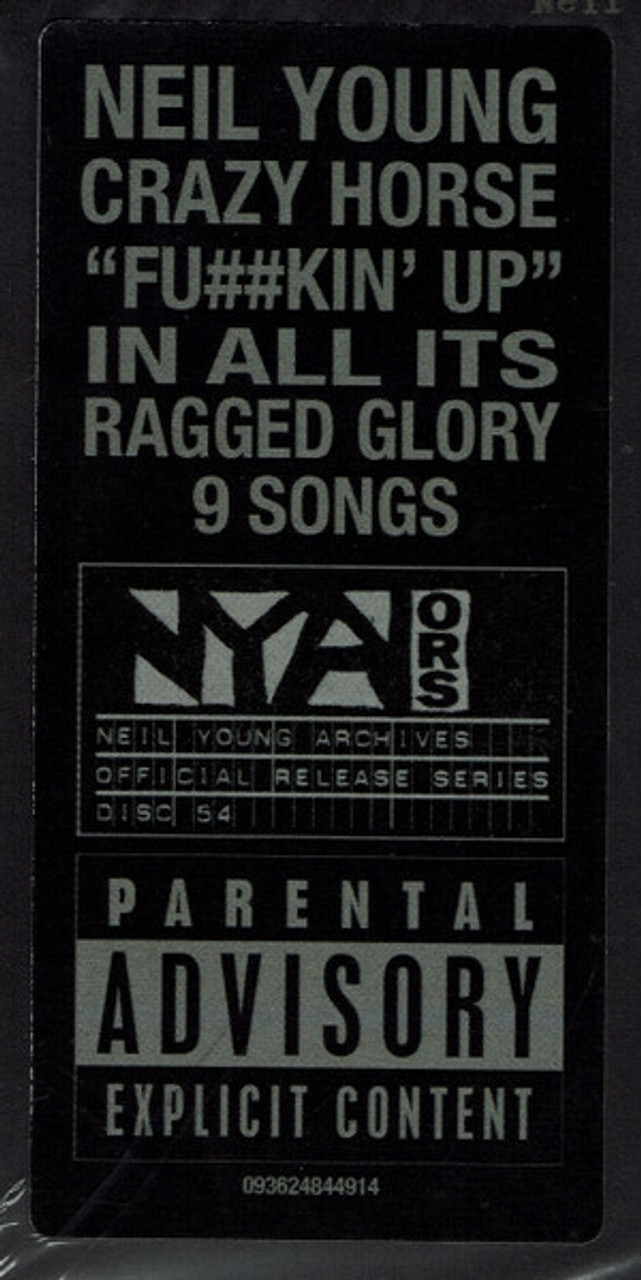 Neil
NEIL YOUNG
CRAZY HORSE
“FU##KIN’ UP”
IN ALL ITS
RAGGED GLORY
9 SONGS
NYA ORS
NEIL YOUNG ARCHIVES
OFFICIAL RELEASE SERIES
DISC 54
PARENTAL
ADVISORY
EXPLICIT CONTENT
093624844914